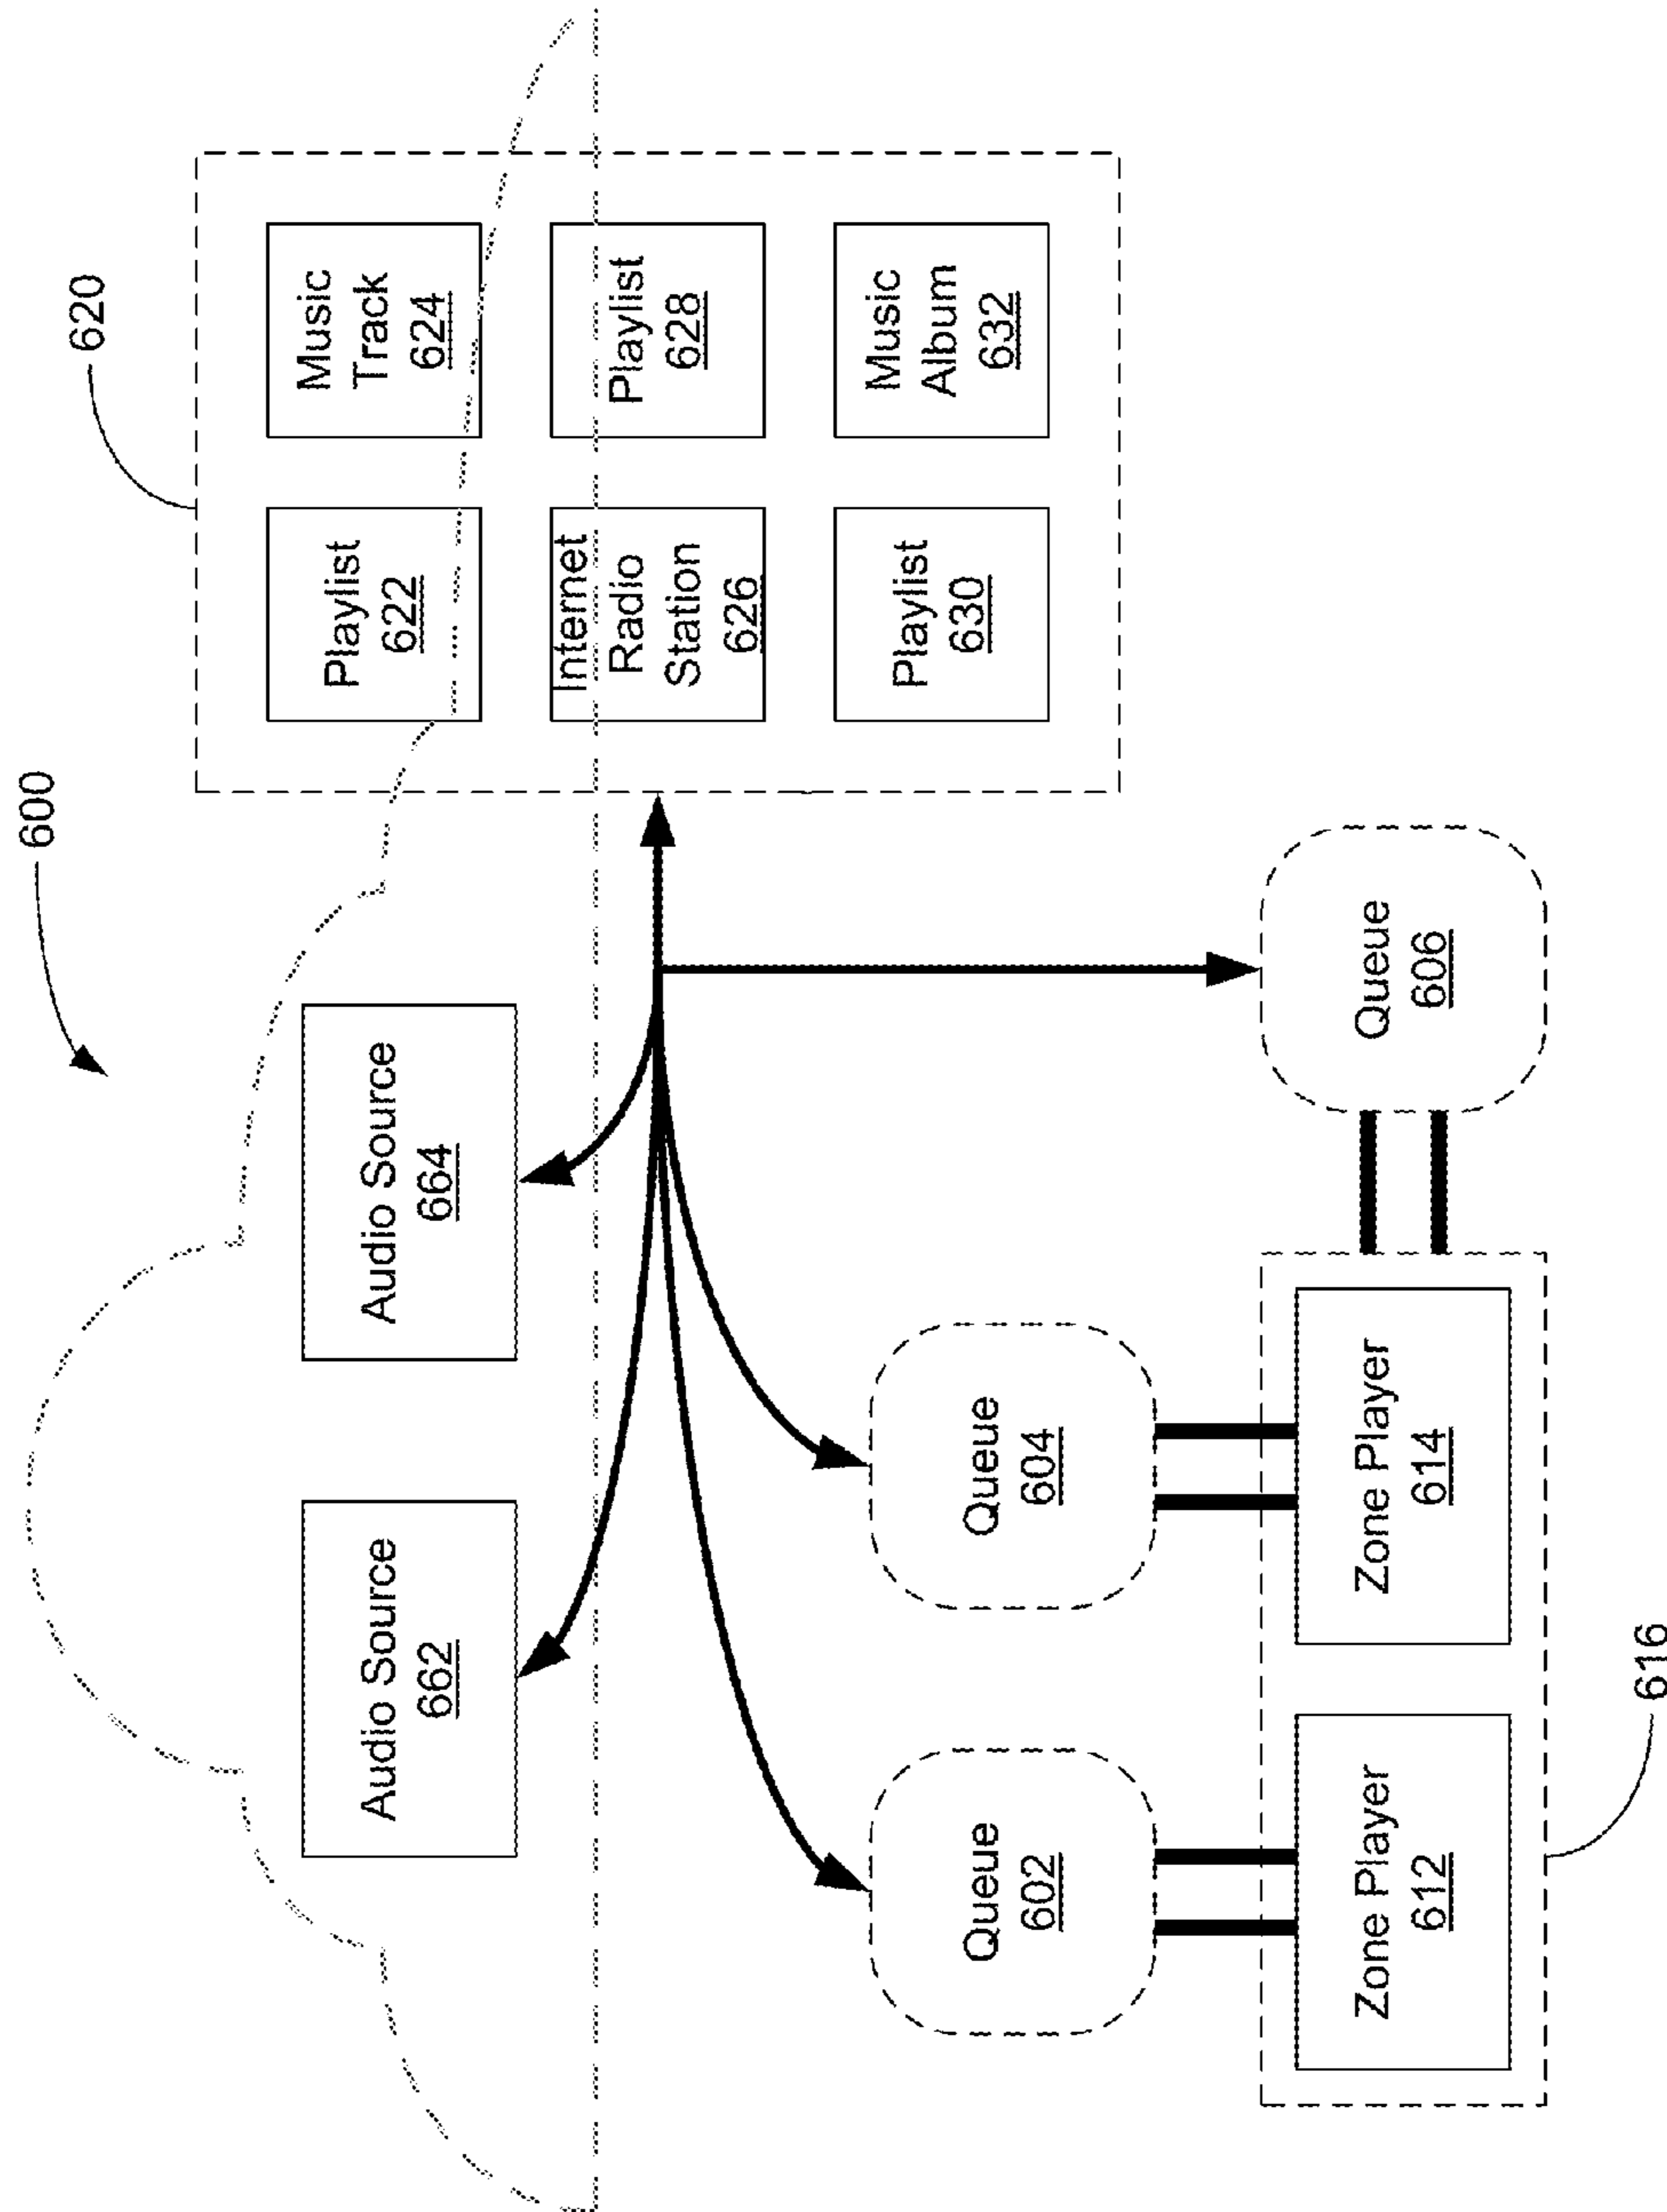 600
620
Audio Source
662
Audio Source
664
Playlist
622
Music
Track
624
Internet
Radio
Station
626
Playlist
628
Playlist
630
Music
Album
632
Queue
602
Queue
604
Queue
606
Zone Player
612
Zone Player
614
616